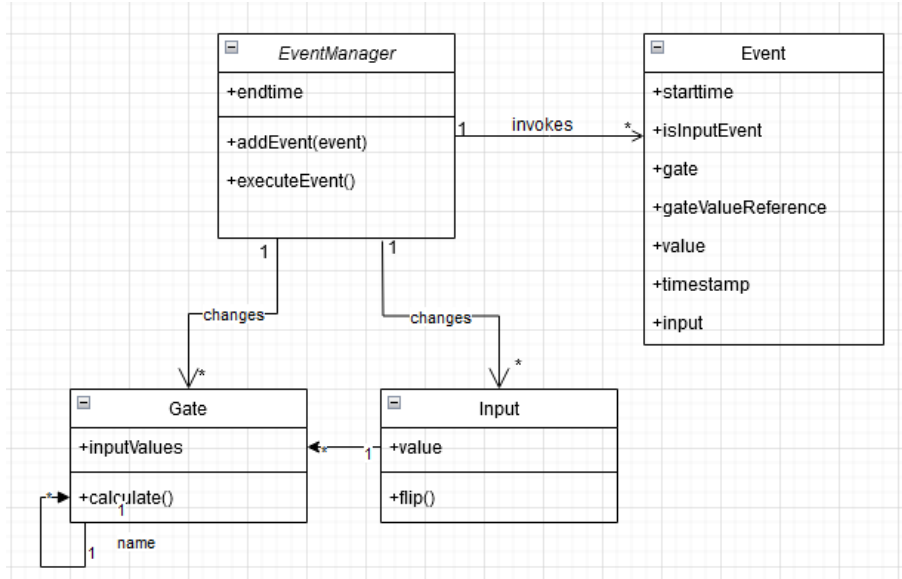 EventManager
+endtime
+addEvent(event)
+executeEvent()
1
invokes
*
Event
+starttime
+isInputEvent
+gate
+gateValueReference
+value
+timestamp
+input
1
1
changes
changes
*
*
Gate
+inputValues
+calculate()
*
1
Input
+value
+flip()
*
1
1
name